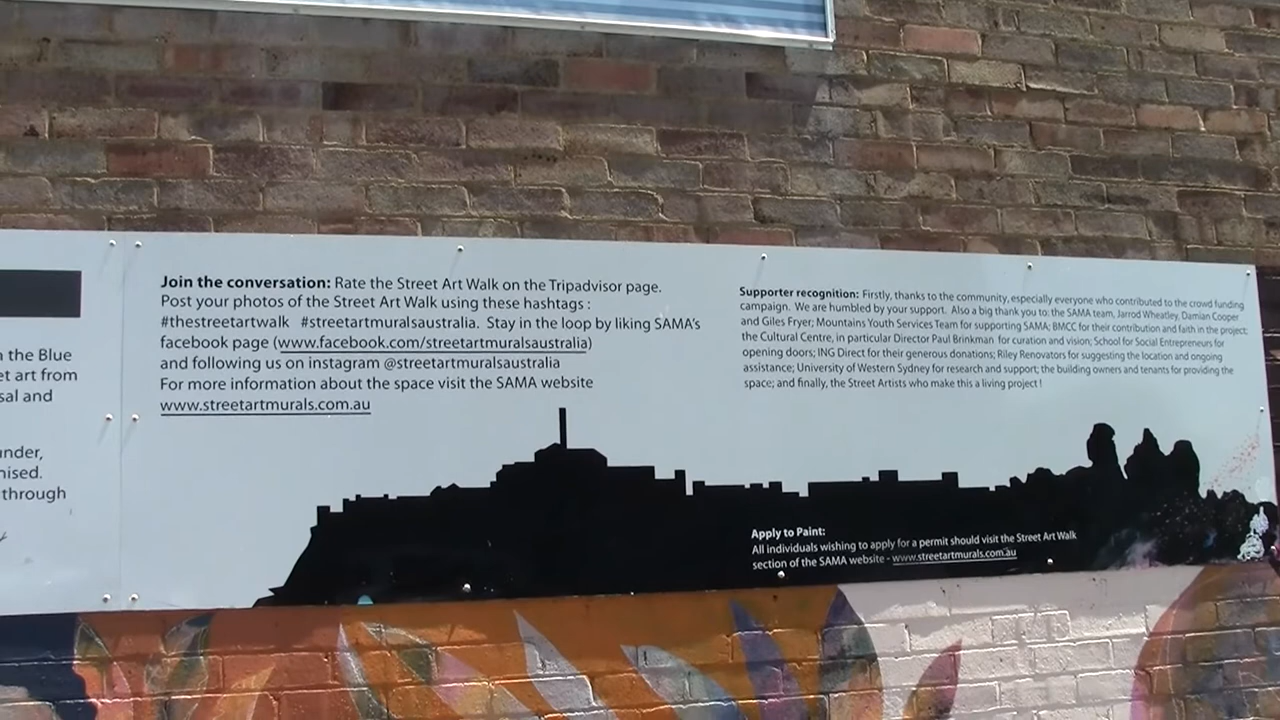 n the Blue
et art from
sal and
under,
nised.
through
Join the conversation: Rate the Street Art Walk on the Tripadvisor page.
Post your photos of the Street Art Walk using these hashtags :
#thestreetartwalk #streetartmuralsaustralia. Stay in the loop by liking SAMA's
facebook page (www.facebook.com/streetartmuralsaustralia)
and following us on instagram @streetartmuralsaustralia
For more information about the space visit the SAMA website
www.streetartmurals.com.au
Supporter recognition: Firstly, thanks to the community, especially everyone who contributed to the crowd funding
campaign. We are humbled by your support. Also a big thank you to: the SAMA team, Jarrod Wheatley, Damian Cooper
and Giles Fryer; Mountains Youth Services Team for supporting SAMA; BMCC for their contribution and faith in the project;
the Cultural Centre, in particular Director Paul Brinkman for curation and vision; School for Social Entrepreneurs for
opening doors; ING Direct for their generous donations; Riley Renovators for suggesting the location and ongoing
assistance; University of Western Sydney for research and support; the building owners and tenants for providing the
space; and finally, the Street Artists who make this a living project !
Apply to Paint:
All individuals wishing to apply for a permit should visit the Street Art Walk
section of the SAMA website - www.streetartmurals.com.au